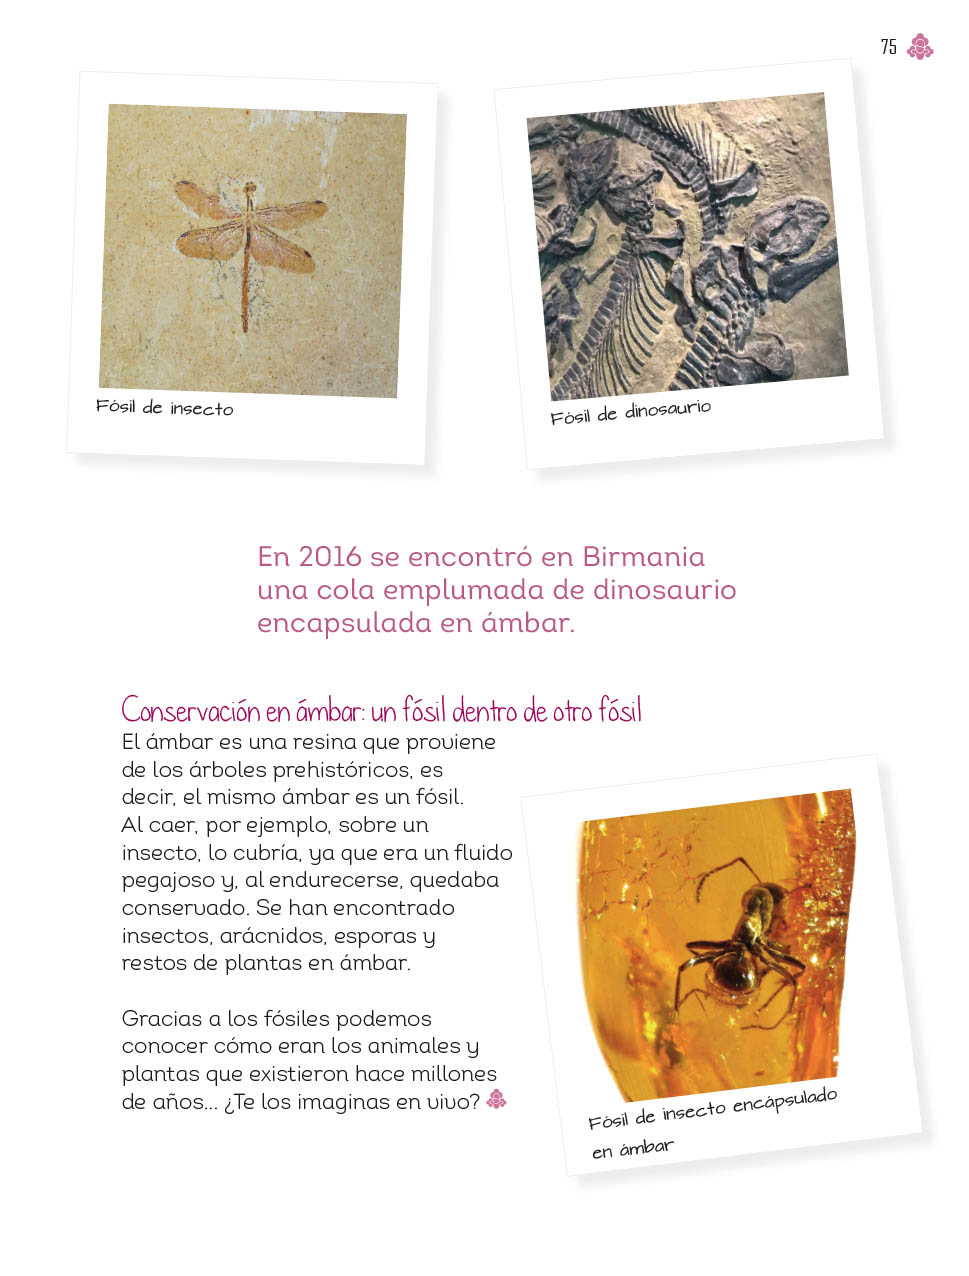 75
Fósil de insecto
Fósil de dinosaurio
En 2016 se encontró en Birmania
una cola emplumada de dinosaurio
encapsulada en ámbar.
Conservación en ámbar: un fósil dentro de otro fósil
El ámbar es una resina que proviene
de los árboles prehistóricos, es
decir, el mismo ámbar es un fósil.
Al caer, por ejemplo, sobre un
insecto, lo cubría, ya que era un fluido
pegajoso y, al endurecerse, quedaba
conservado. Se han encontrado
insectos, arácnidos, esporas y
restos de plantas en ámbar.
Gracias a los fósiles podemos
conocer cómo eran los animales y
plantas que existieron hace millones
de años... ¿Te los imaginas en vivo?
Fósil de insecto encápsulado
en ámbar